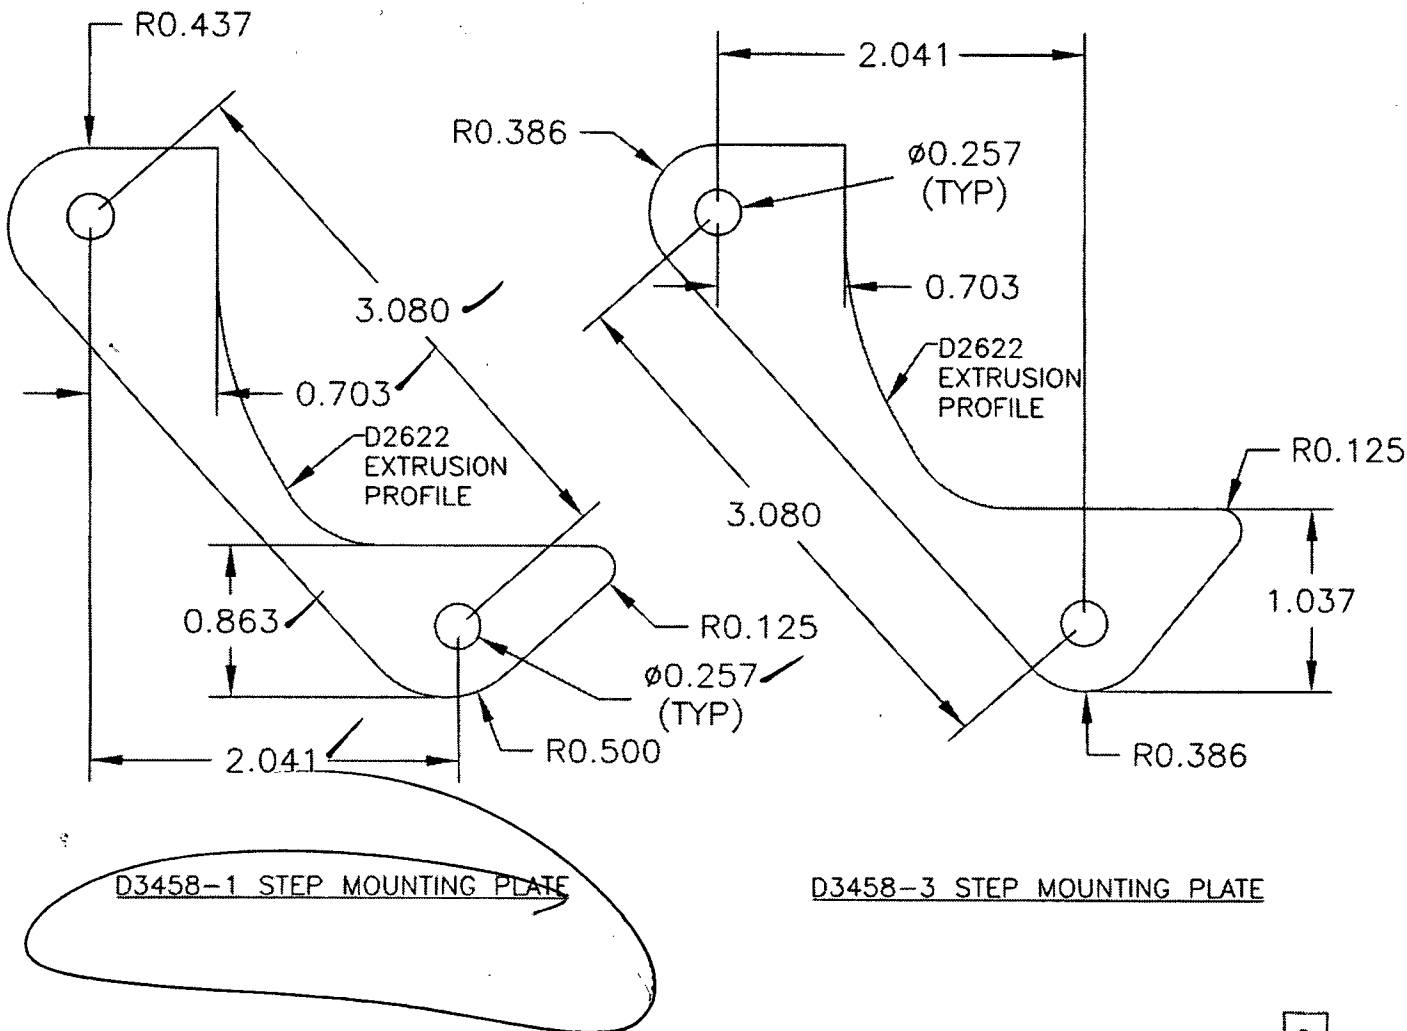 R0.437
3.080
0.703
D2622
EXTRUSION
PROFILE
0.863
R0.125
ø0.257
(TYP)
R0.500
2.041
D3458-1 STEP MOUNTING PLATE
2.041
R0.386
ø0.257
(TYP)
0.703
D2622
EXTRUSION
PROFILE
R0.125
3.080
1.037
R0.386
D3458-3 STEP MOUNTING PLATE